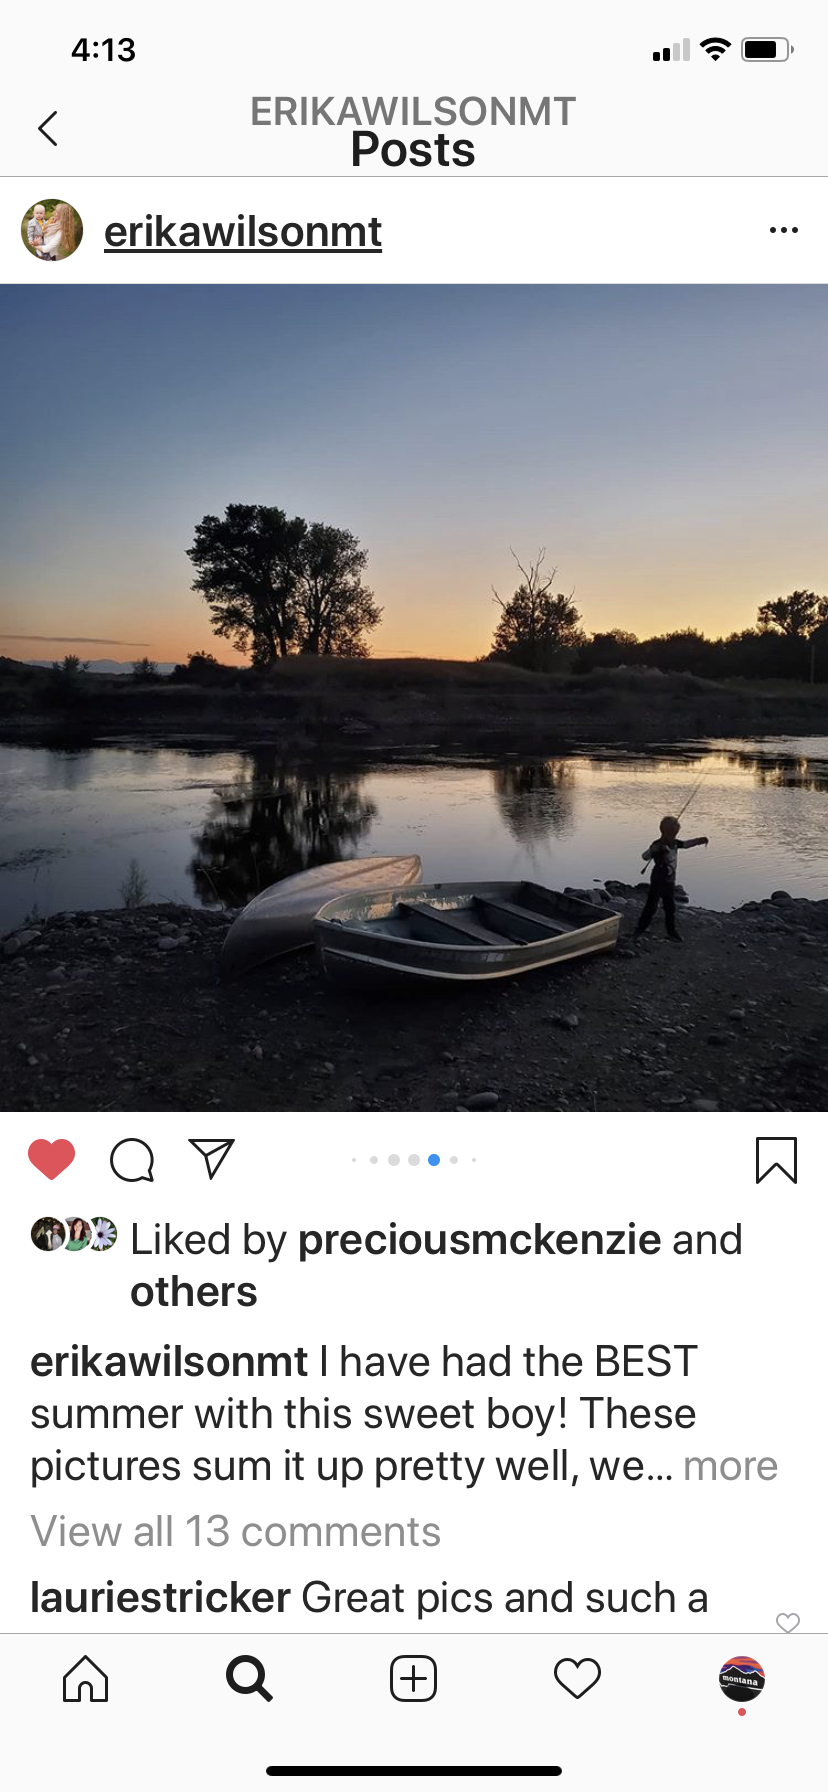 4:13
ERIKAWILSONMT
Posts
erikawilsonmt
Liked by preciousmckenzie and
others
erikawilsonmt I have had the BEST
summer with this sweet boy! These
pictures sum it up pretty well, we... more
View all 13 comments
lauriestricker Great pics and such a
montana